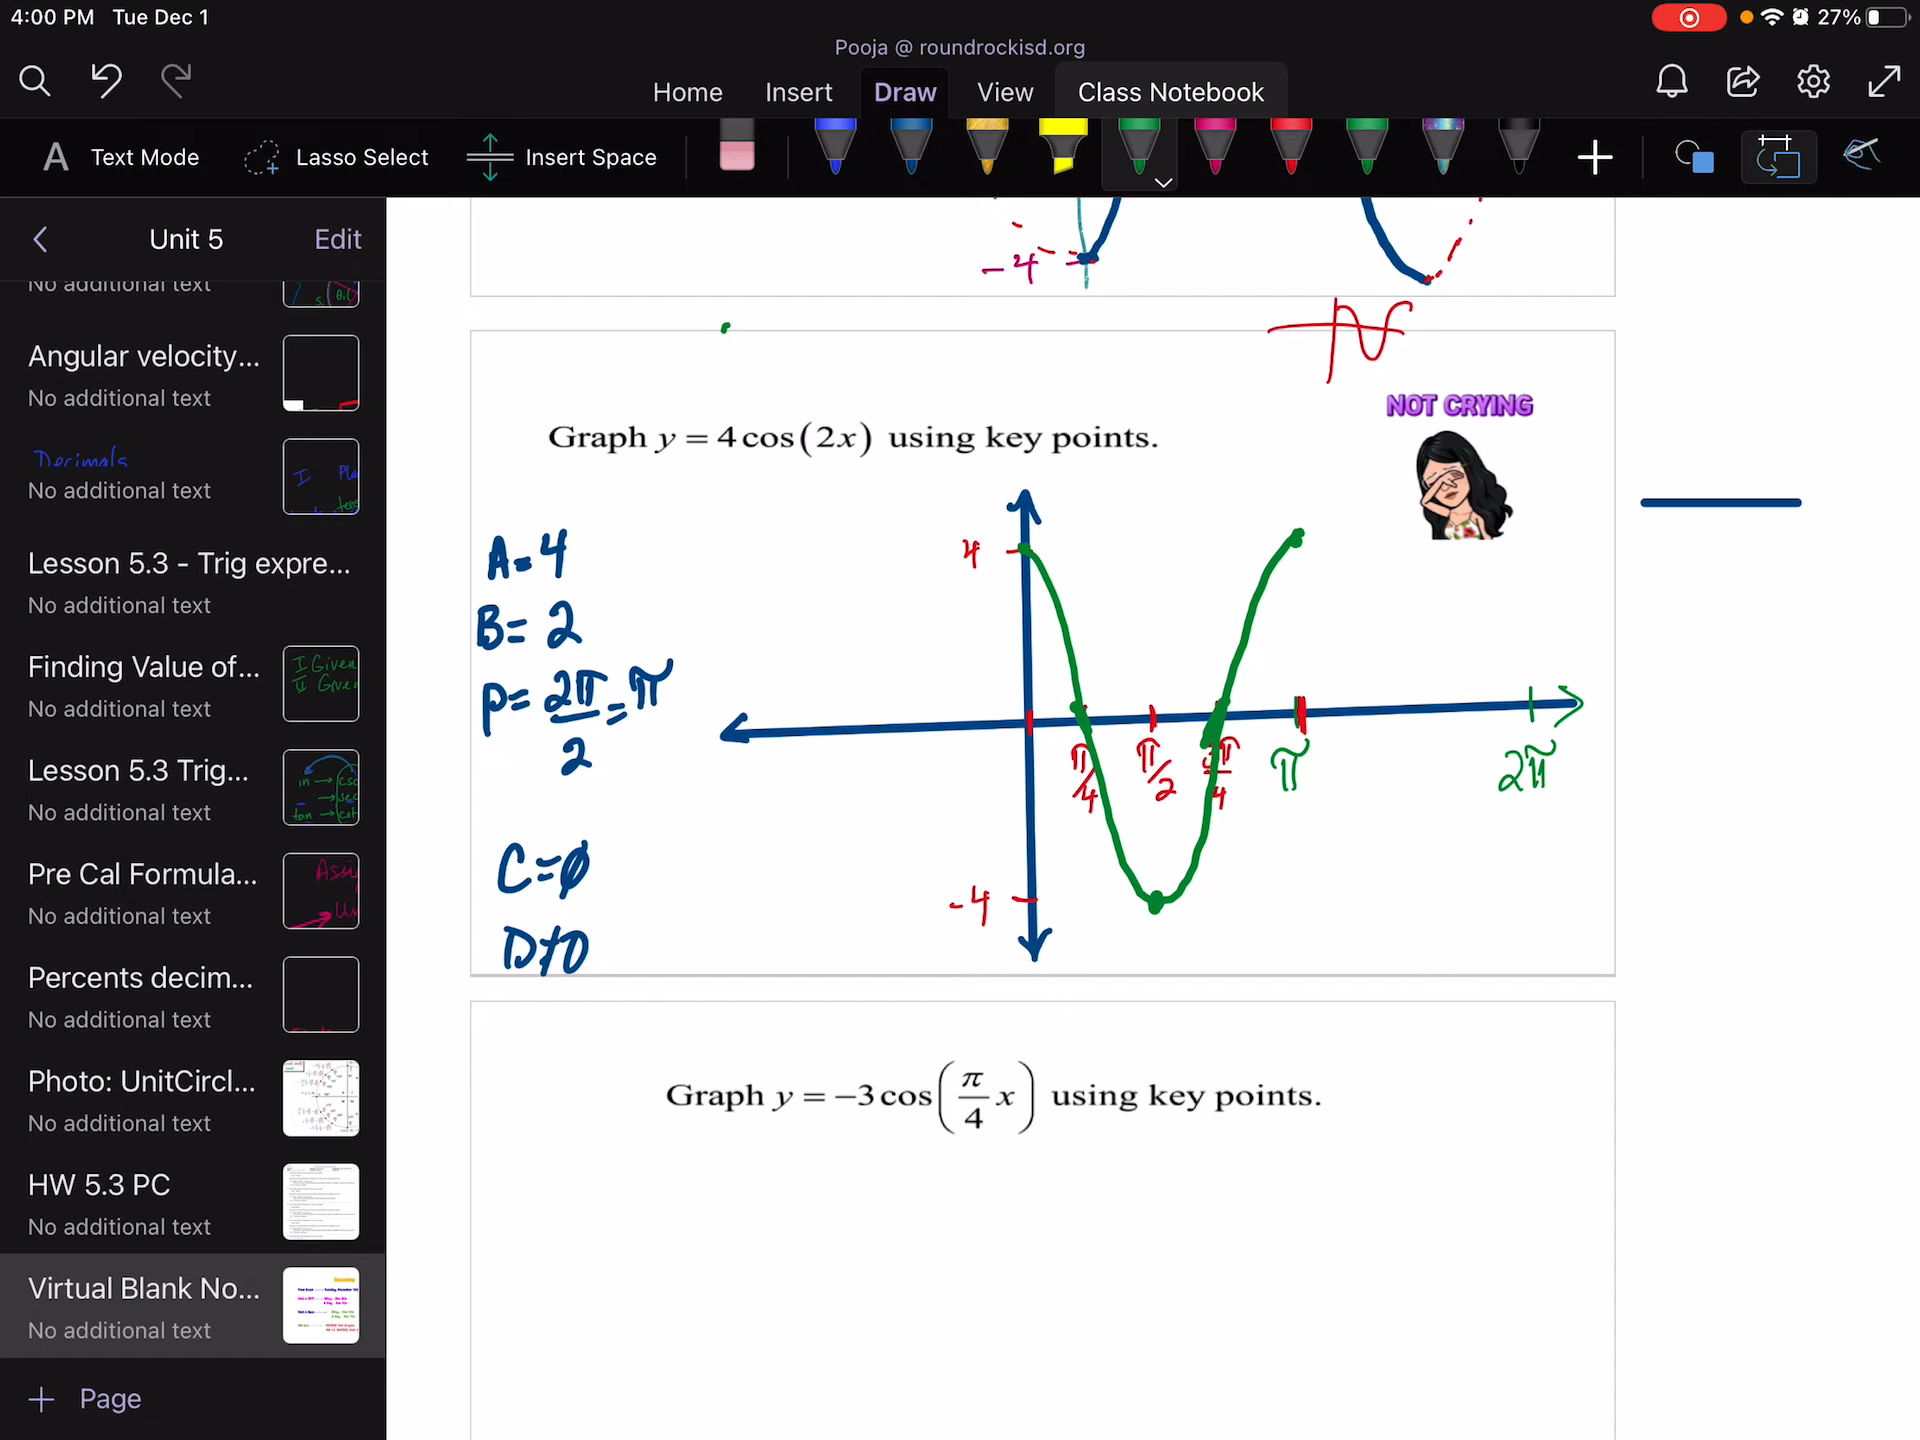 4:00 PM Tue Dec 1
27%
Pooja @ roundrockisd.org
Home Insert Draw View Class Notebook
A Text Mode Lasso Select Insert Space
Unit 5 Edit
No additional text
Angular velocity...
No additional text
Decimals
No additional text
Lesson 5.3 - Trig expre...
No additional text
Finding Value of...
No additional text
I Given
II Give
Lesson 5.3 Trig...
No additional text
Pre Cal Formula...
No additional text
Percents decim...
No additional text
Photo: UnitCircl...
No additional text
HW 5.3 PC
No additional text
Virtual Blank No...
No additional text
+ Page
-4
Graph y = 4 cos(2x) using key points.
NOT CRYING
A=4
B= 2
P= 2π/2 = π
C=0
D=0
4
-4
π/4 π/2 3π/4 π 2π
Graph y = −3 cos(π/4 x) using key points.